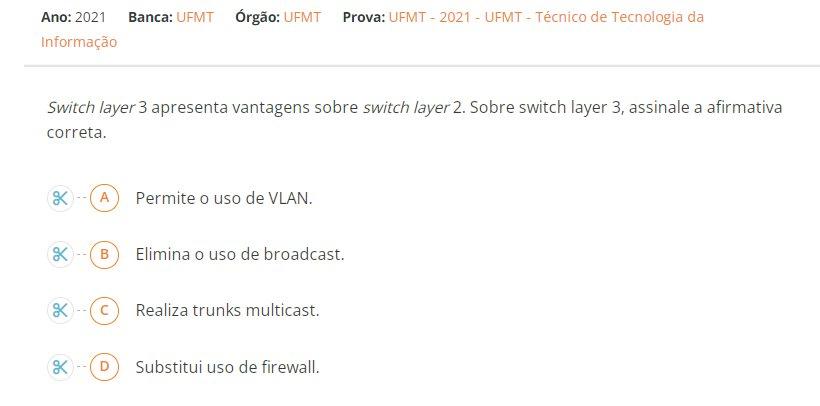 Ano: 2021 Banca: UFMT Órgão: UFMT Prova: UFMT - 2021 - UFMT - Técnico de Tecnologia da
Informação
Switch layer 3 apresenta vantagens sobre switch layer 2. Sobre switch layer 3, assinale a afirmativa
correta.
A Permite o uso de VLAN.
B Elimina o uso de broadcast.
C Realiza trunks multicast.
D Substitui uso de firewall.